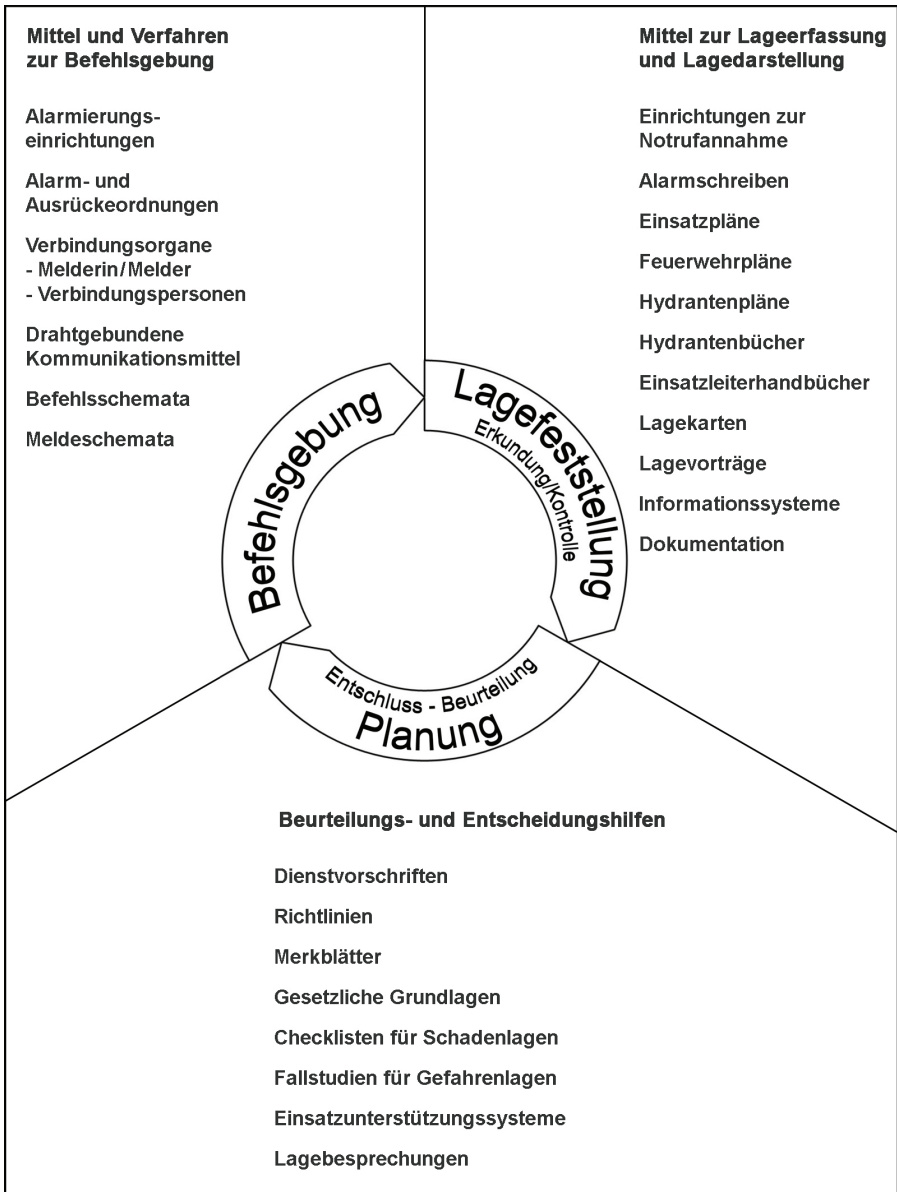 Mittel und Verfahren
zur Befehlsgebung
Alarmierungs-
einrichtungen
Alarm- und
Ausrückeordnungen
Verbindungsorgane
- Melderin/Melder
- Verbindungspersonen
Drahtgebundene
Kommunikationsmittel
Befehlsschemata
Meldeschemata
Mittel zur Lageerfassung
und Lagedarstellung
Einrichtungen zur
Notrufannahme
Alarmschreiben
Einsatzpläne
Feuerwehrpläne
Hydrantenpläne
Hydrantenbücher
Einsatzleiterhandbücher
Lagekarten
Lagevorträge
Informationssysteme
Dokumentation
Befehlsgebung
Lagefeststellung
Erkundung/Kontrolle
Entschluss - Beurteilung
Planung
Beurteilungs- und Entscheidungshilfen
Dienstvorschriften
Richtlinien
Merkblätter
Gesetzliche Grundlagen
Checklisten für Schadenlagen
Fallstudien für Gefahrenlagen
Einsatzunterstützungssysteme
Lagebesprechungen